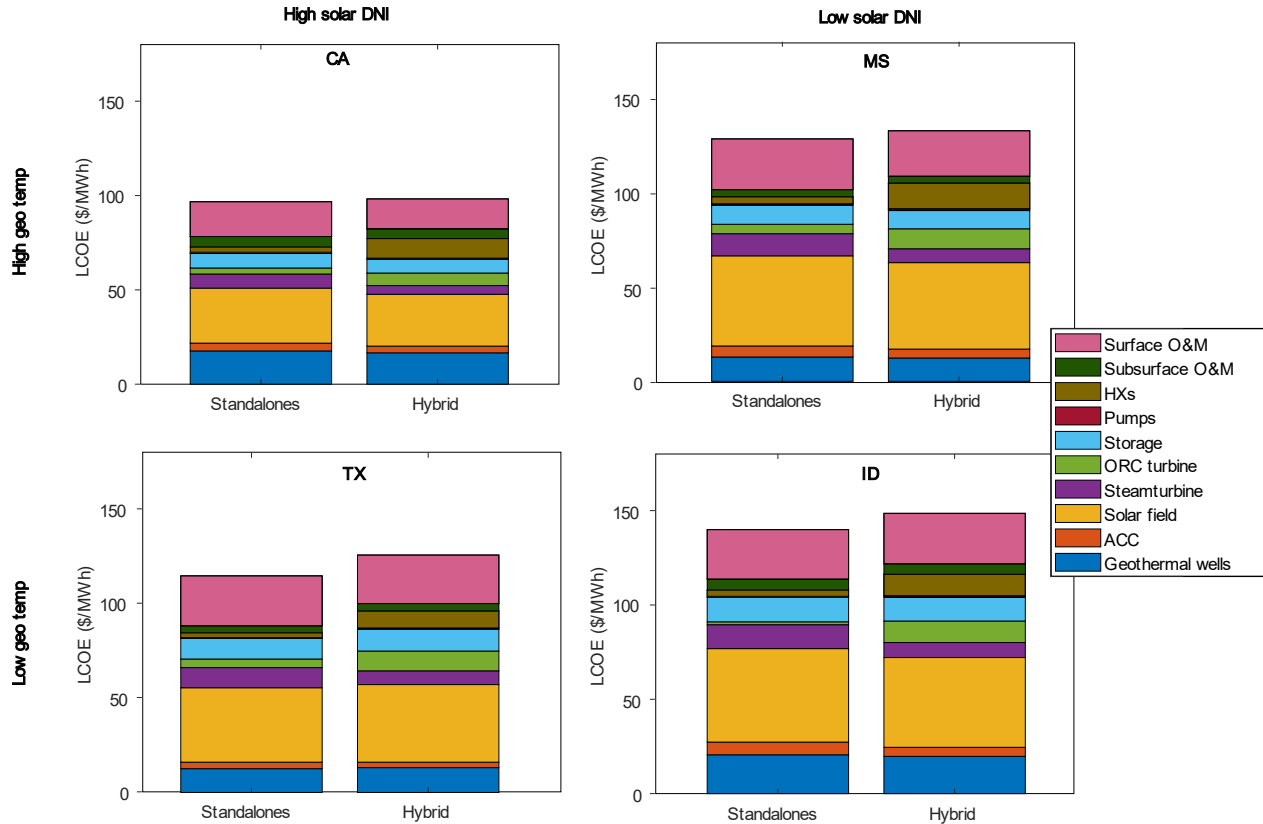 High solar DNI
Low solar DNI
High geo temp
Low geo temp
CA
LCOE ($/MWh)
150
100
50
0
Standalones
Hybrid
MS
LCOE ($/MWh)
150
100
50
0
Standalones
Hybrid
TX
LCOE ($/MWh)
150
100
50
0
Standalones
Hybrid
ID
LCOE ($/MWh)
150
100
50
0
Standalones
Hybrid
Surface O&M
Subsurface O&M
HXs
Pumps
Storage
ORC turbine
Steamturbine
Solar field
ACC
Geothermal wells